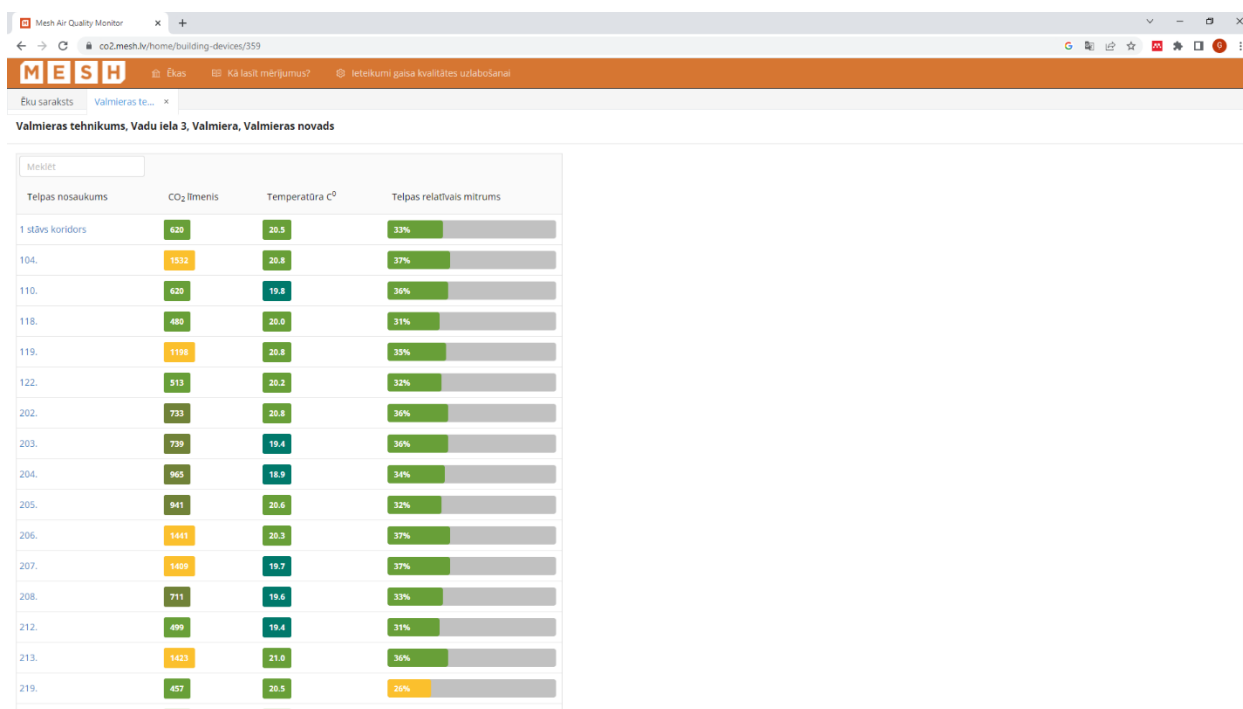 Mesh Air Quality Monitor
co2.mesh.lv/home/building-devices/359
G
MESH Ēkas Kā lasīt mērījumus? Ieteikumi gaisa kvalitātes uzlabošanai
Ēku saraksts Valmieras te...
Valmieras tehnikums, Vadu iela 3, Valmiera, Valmieras novads
Meklēt
Telpas nosaukums CO₂ līmenis Temperatūra C⁰ Telpas relatīvais mitrums
1 stāvs koridors 620 20.5 33%
104. 1532 20.8 37%
110. 620 19.8 36%
118. 480 20.0 31%
119. 1198 20.8 35%
122. 513 20.2 32%
202. 733 20.8 36%
203. 739 19.4 36%
204. 965 18.9 34%
205. 941 20.6 32%
206. 1441 20.3 37%
207. 1409 19.7 37%
208. 711 19.6 33%
212. 499 19.4 31%
213. 1423 21.0 36%
219. 457 20.5 26%